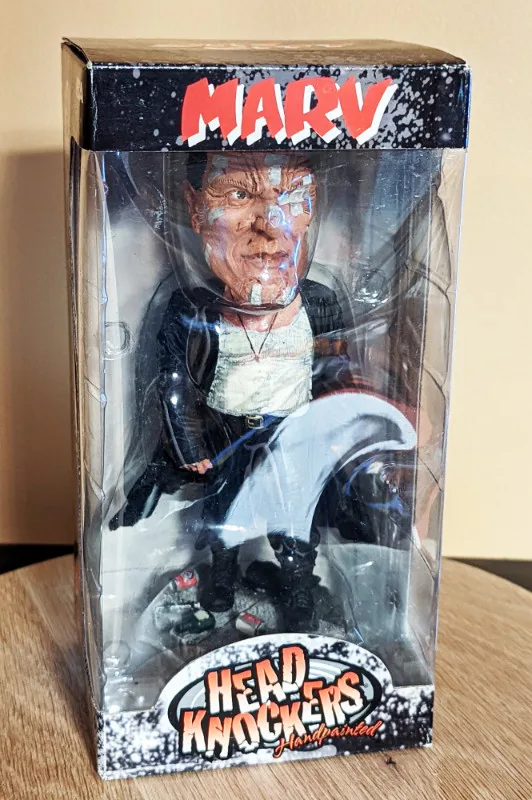 MARV
HEAD
KNOCKERS
Handpainted